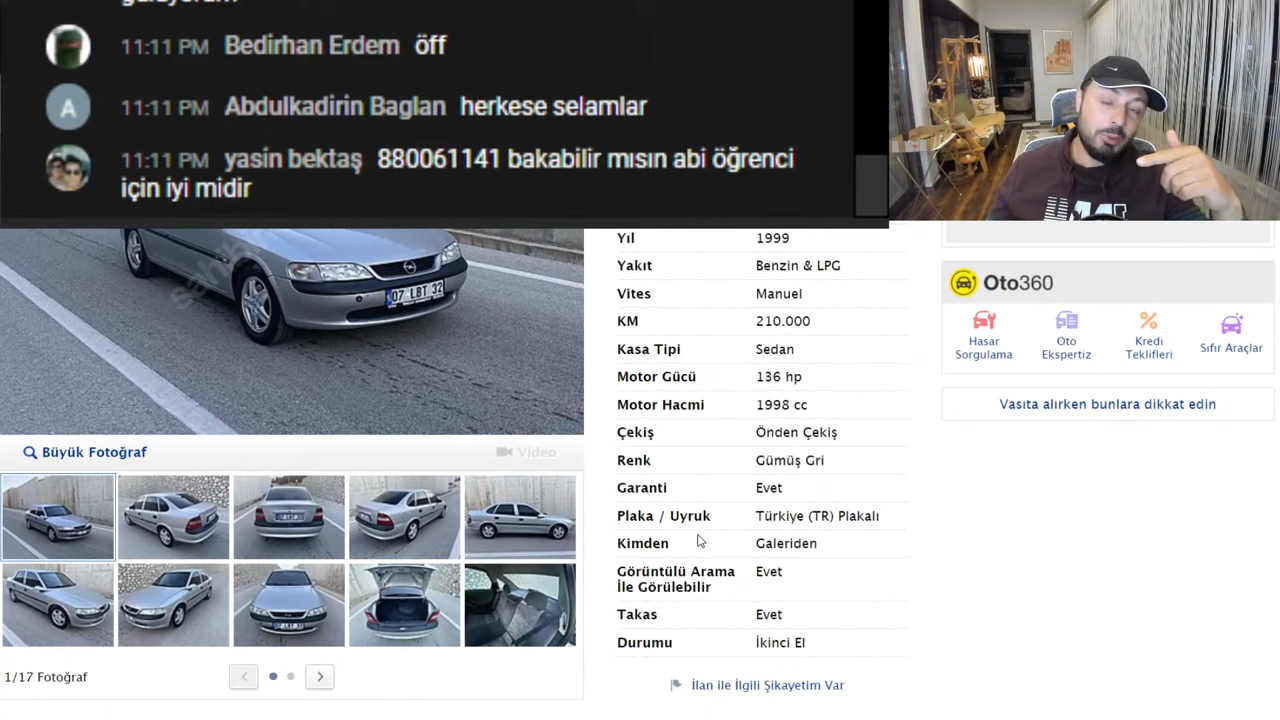 11:11 PM Bedirhan Erdem öff
A
11:11 PM Abdulkadirin Baglan herkese selamlar
11:11 PM yasin bektaş 880061141 bakabilir mısın abi öğrenci
için iyi midir
07 LBT 32
Büyük Fotoğraf
Video
1/17 Fotoğraf
Yıl 1999
Yakıt Benzin & LPG
Vites Manuel
KM 210.000
Kasa Tipi Sedan
Motor Gücü 136 hp
Motor Hacmi 1998 cc
Çekiş Önden Çekiş
Renk Gümüş Gri
Garanti Evet
Plaka / Uyruk Türkiye (TR) Plakalı
Kimden Galeriden
Görüntülü Arama Evet
İle Görülebilir
Takas Evet
Durumu İkinci El
İlan ile İlgili Şikayetim Var
Oto360
Hasar
Sorgulama
Oto
Ekspertiz
Kredi
Teklifleri
Sıfır Araçlar
Vasıta alırken bunlara dikkat edin